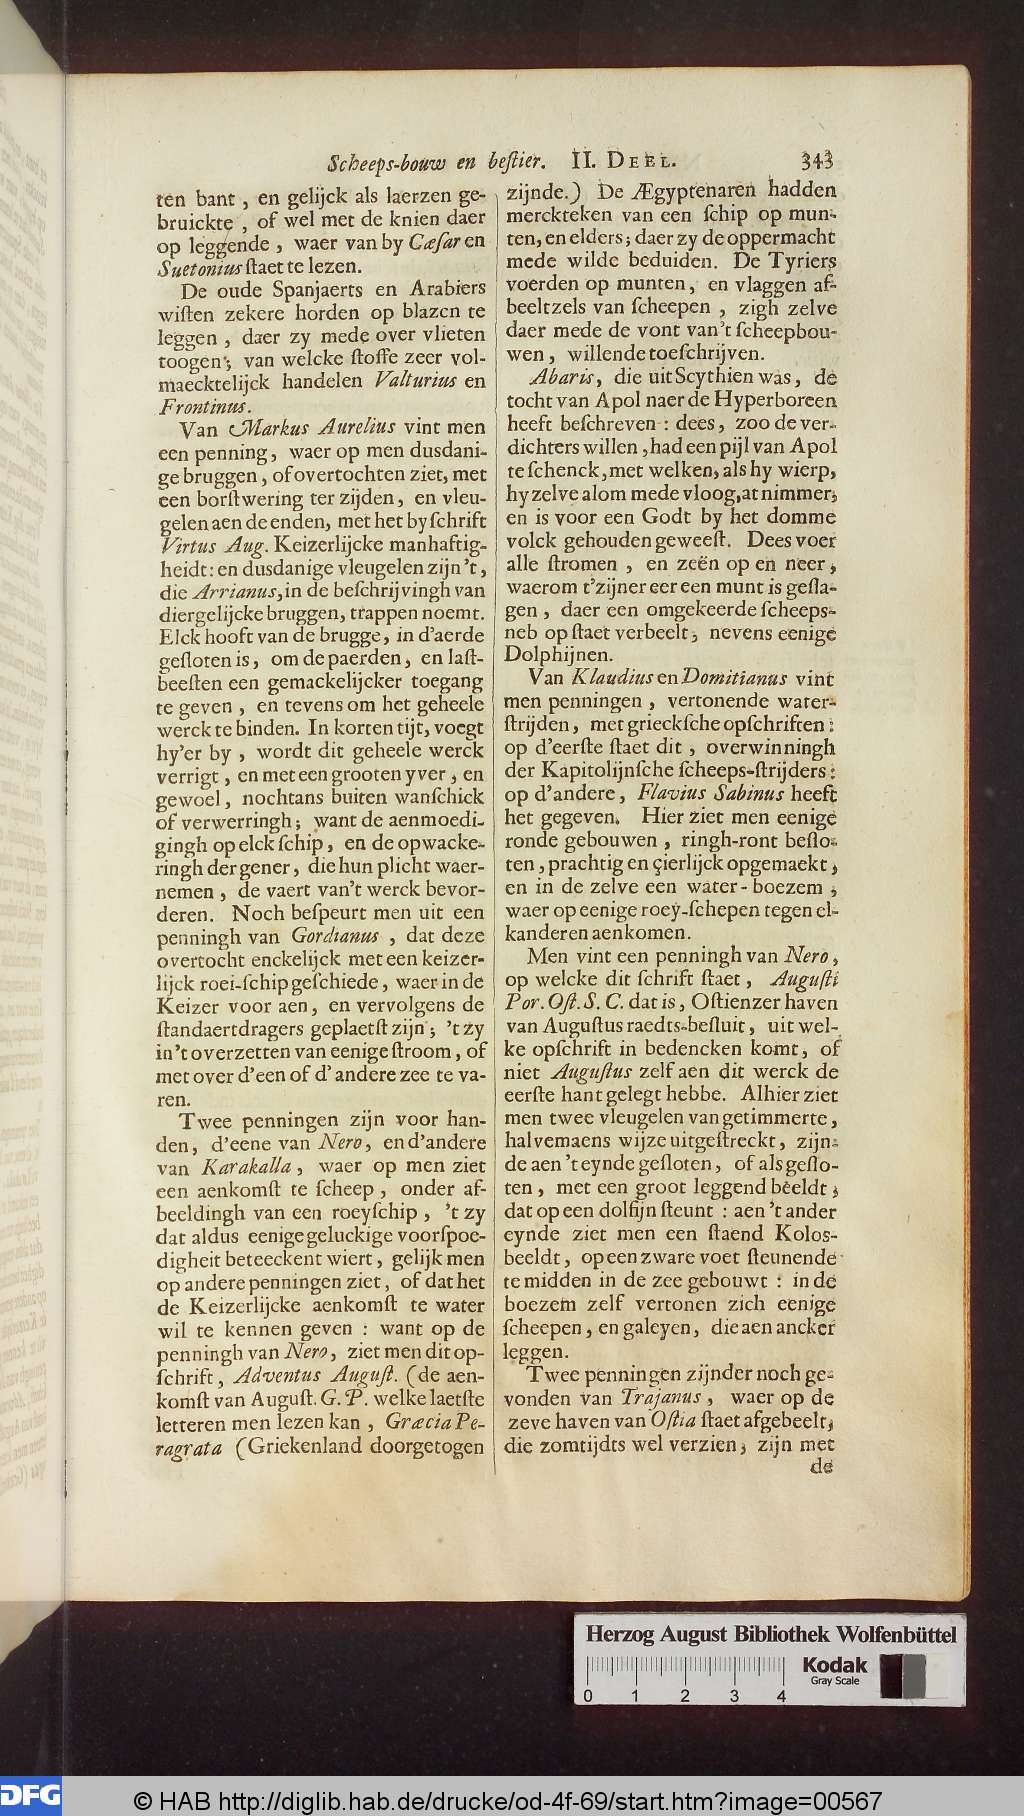 Scheeps-bouw en beſtier. II. DEEL. 343
ten bant, en gelijck als laerzen ge-
bruickte, of wel met de knien daer
op leggende, waer van by Cæſar en
Suetonius ſtaet te lezen.
De oude Spanjaerts en Arabiers
wiſten zekere horden op blazen te
leggen, daer zy mede over vlieten
toogen; van welcke ſtoffe zeer vol-
maecktelijck handelen Valturius en
Frontinus.
Van Markus Aurelius vint men
een penning, waer op men dusdani-
ge bruggen, of overtochten ziet, met
een borſtwering ter zijden, en vleu-
gelen aen de enden, met het byſchrift
Virtus Aug. Keizerlijcke manhaftig-
heidt: en dusdanige vleugelen zijn't,
die Arrianus, in de beſchrijvingh van
diergelijcke bruggen, trappen noemt.
Elck hooft van de brugge, in d'aerde
geſloten is, om de paerden, en laſt-
beeſten een gemackelijcker toegang
te geven, en tevens om het geheele
werck te binden. In korten tijt, voegt
hy'er by, wordt dit geheele werck
verrigt, en met een grooten yver, en
gewoel, nochtans buiten wanſchick
of verwerringh; want de aenmoedi-
gingh op elck ſchip, en de opwacke-
ringh der gener, die hun plicht waer-
nemen, de vaert van't werck bevor-
deren. Noch beſpeurt men uit een
penningh van Gordianus, dat deze
overtocht enckelijck met een keizer-
lijck roei-ſchip geſchiede, waer in de
Keizer voor aen, en vervolgens de
ſtandaertdragers geplaetſt zijn; 't zy
in't overzetten van eenige ſtroom, of
met over d'een of d'andere zee te va-
ren.
Twee penningen zijn voor han-
den, d'eene van Nero, en d'andere
van Karakalla, waer op men ziet
een aenkomſt te ſcheep, onder af-
beeldingh van een roeyſchip, 't zy
dat aldus eenige geluckige voorſpoe-
digheit beteeckent wiert, gelijk men
op andere penningen ziet, of dat het
de Keizerlijcke aenkomſt te water
wil te kennen geven: want op de
penningh van Nero, ziet men dit op-
ſchrift, Adventus Auguſt. (de aen-
komſt van Auguſt. G. P. welke laetſte
letteren men lezen kan, Græcia Pe-
ragrata (Griekenland doorgetogen
zijnde.) De Ægyptenaren hadden
merckteken van een ſchip op mun-
ten, en elders; daer zy de oppermacht
mede wilde beduiden. De Tyriers
voerden op munten, en vlaggen af-
beeltzels van ſcheepen, zigh zelve
daer mede de vont van't ſcheepbou-
wen, willende toeſchrijven.
Abaris, die uit Scythien was, de
tocht van Apol naer de Hyperboreen
heeft beſchreven: dees, zoo de ver-
dichters willen, had een pijl van Apol
te ſchenck, met welken, als hy wierp,
hy zelve alom mede vloog, at nimmer,
en is voor een Godt by het domme
volck gehouden geweeſt. Dees voer
alle ſtromen, en zeën op en neer,
waerom t'zijner eer een munt is geſla-
gen, daer een omgekeerde ſcheeps-
neb op ſtaet verbeelt, nevens eenige
Dolphijnen.
Van Klaudius en Domitianus vint
men penningen, vertonende water-
ſtrijden, met grieckſche opſchriften:
op d'eerſte ſtaet dit, overwinningh
der Kapitolijnſche ſcheeps-ſtrijders:
op d'andere, Flavius Sabinus heeft
het gegeven. Hier ziet men eenige
ronde gebouwen, ringh-ront beſlo-
ten, prachtig en çierlijck opgemaekt,
en in de zelve een water-boezem,
waer op eenige roey-ſchepen tegen el-
kanderen aenkomen.
Men vint een penningh van Nero,
op welcke dit ſchrift ſtaet, Auguſti
Por. Oſt. S. C. dat is, Oſtienzer haven
van Auguſtus raedts-beſluit, uit wel-
ke opſchrift in bedencken komt, of
niet Auguſtus zelf aen dit werck de
eerſte hant gelegt hebbe. Alhier ziet
men twee vleugelen van getimmerte,
halvemaens wijze uitgeſtreckt, zijn-
de aen 't eynde geſloten, of als geſlo-
ten, met een groot leggend beeldt,
dat op een dolfijn ſteunt: aen 't ander
eynde ziet men een ſtaend Kolos-
beeldt, op een zware voet ſteunende
te midden in de zee gebouwt: in de
boezem zelf vertonen zich eenige
ſcheepen, en galeyen, die aen ancker
leggen.
Twee penningen zijnder noch ge-
vonden van Trajanus, waer op de
zeve haven van Oſtia ſtaet afgebeelt,
die zomtijdts wel verzien, zijn met
de
Herzog August Bibliothek Wolfenbüttel
Kodak
Gray Scale
0 1 2 3 4
DFG © HAB http://diglib.hab.de/drucke/od-4f-69/start.htm?image=00567